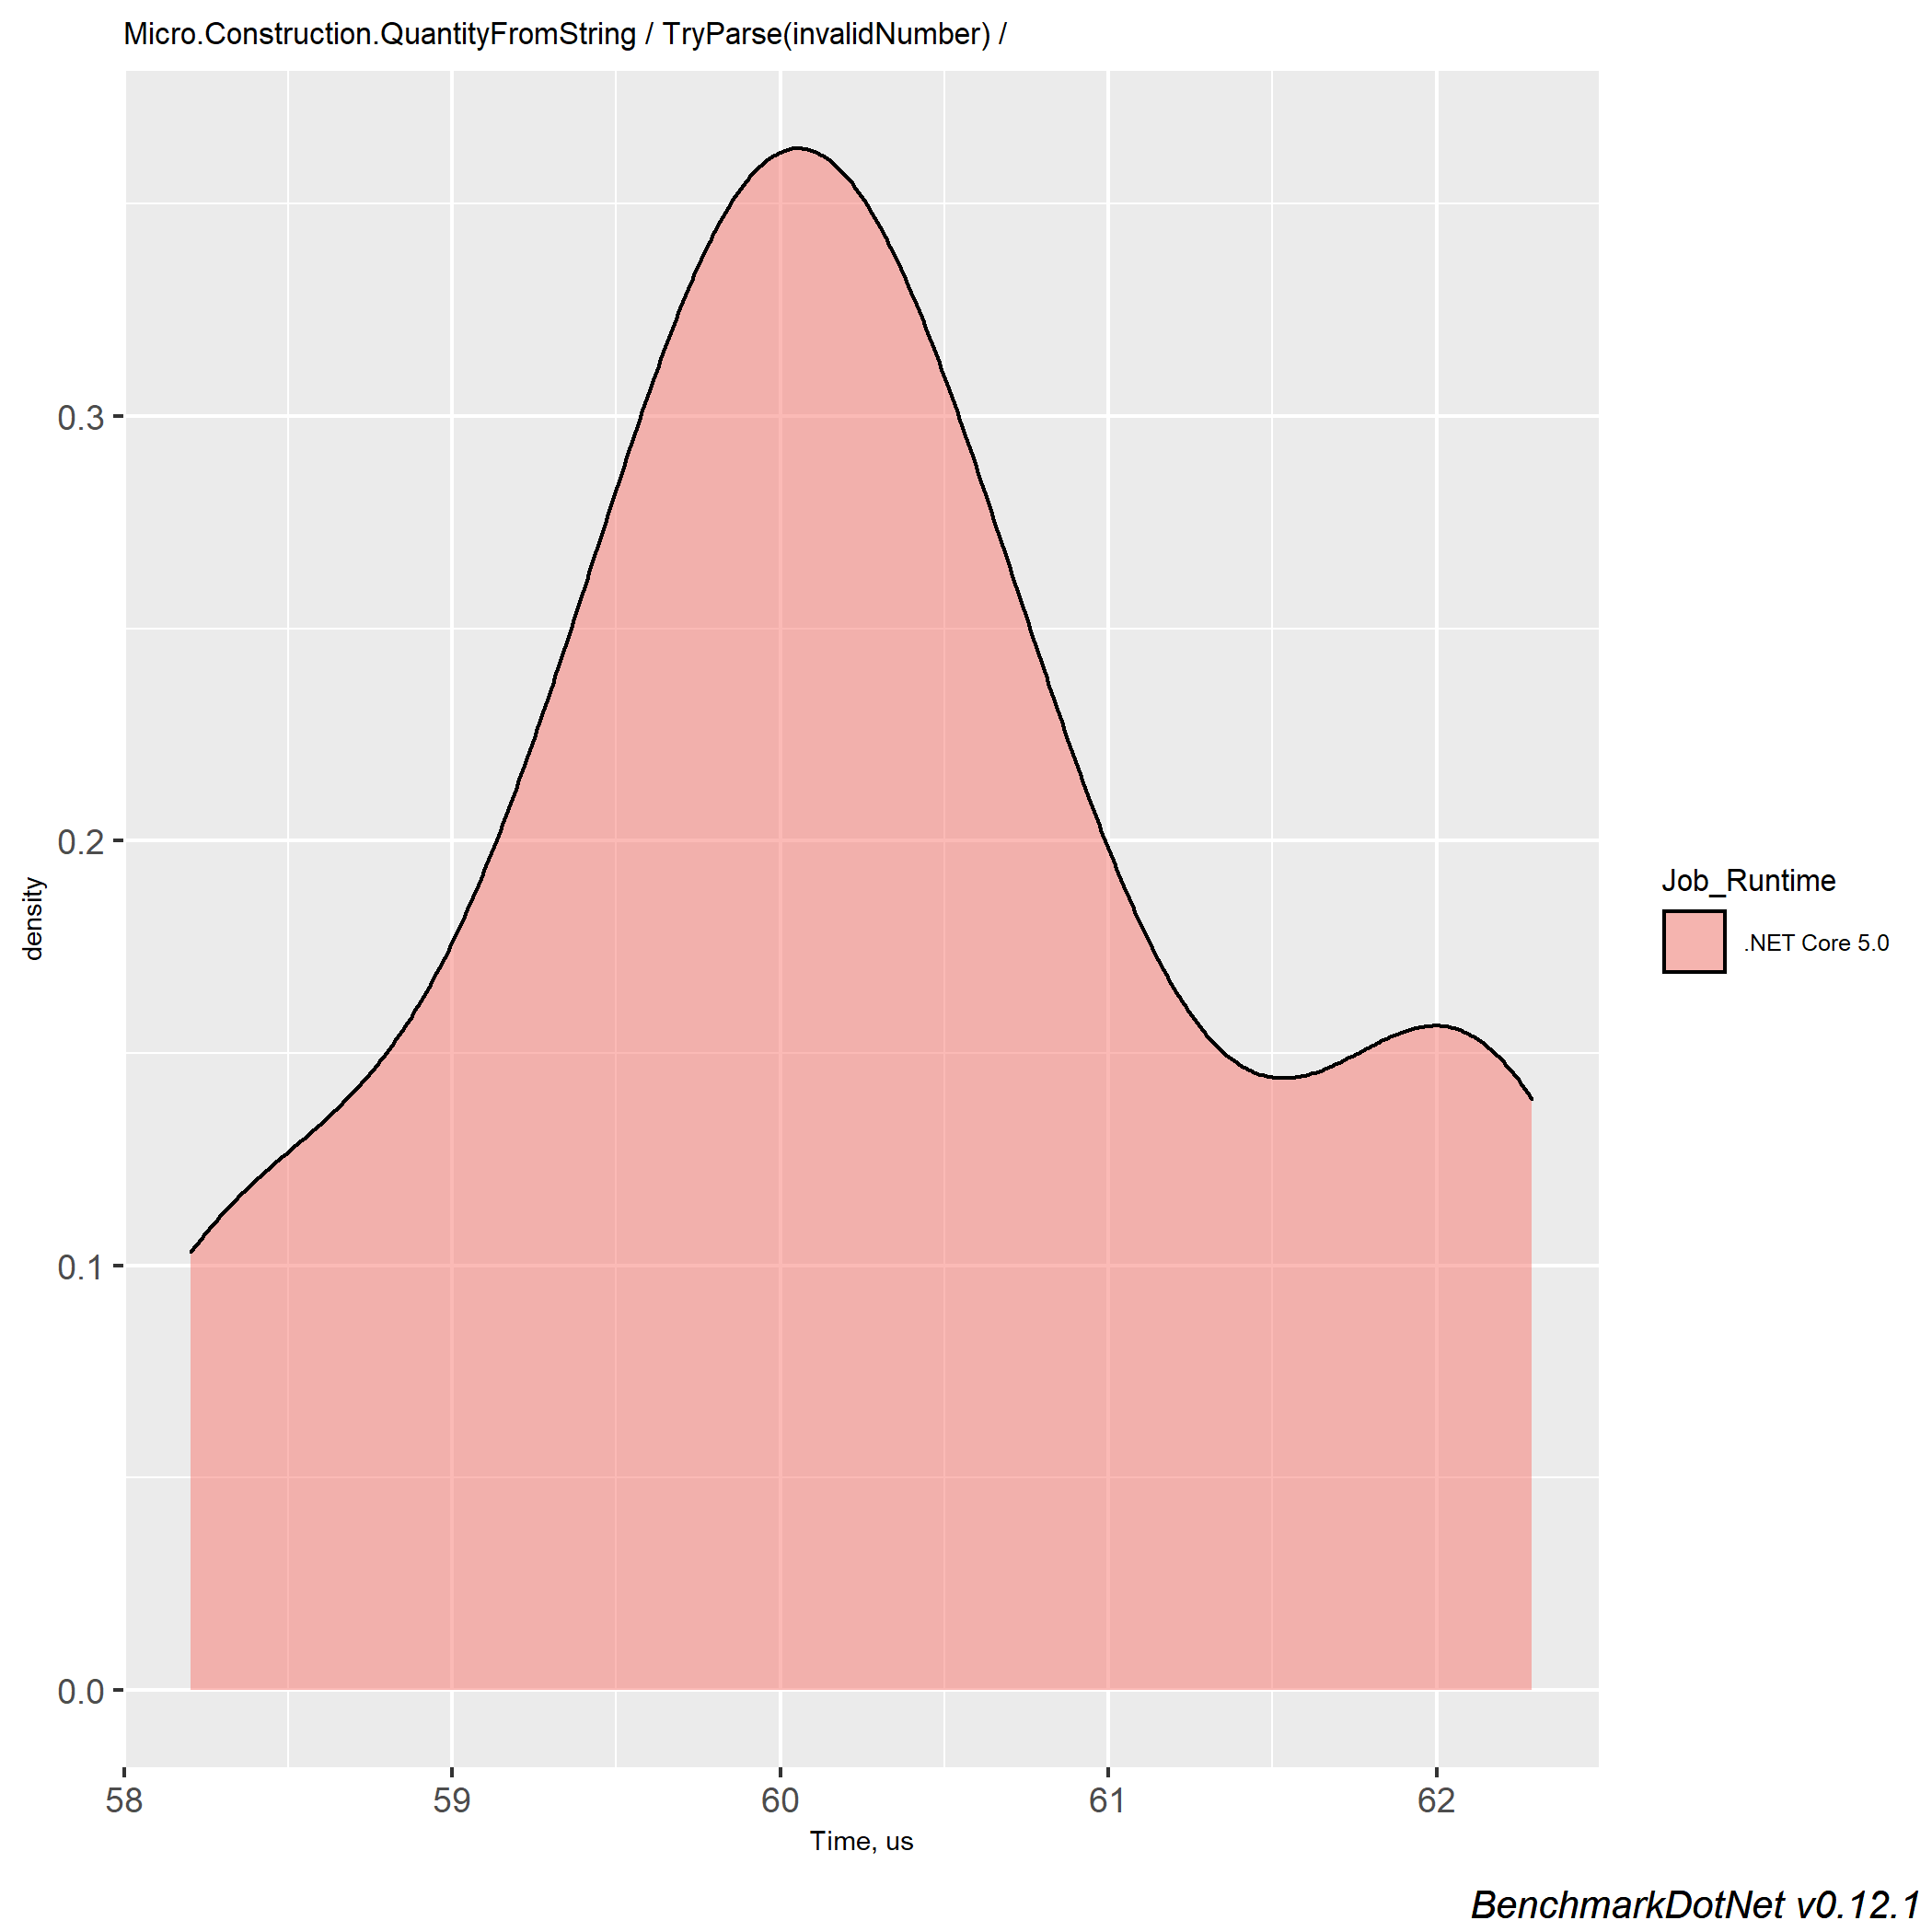 Micro.Construction.QuantityFromString / TryParse(invalidNumber) /
density
0.3
0.2
0.1
0.0
58 59 60 61 62
Time, us
Job_Runtime
.NET Core 5.0
BenchmarkDotNet v0.12.1